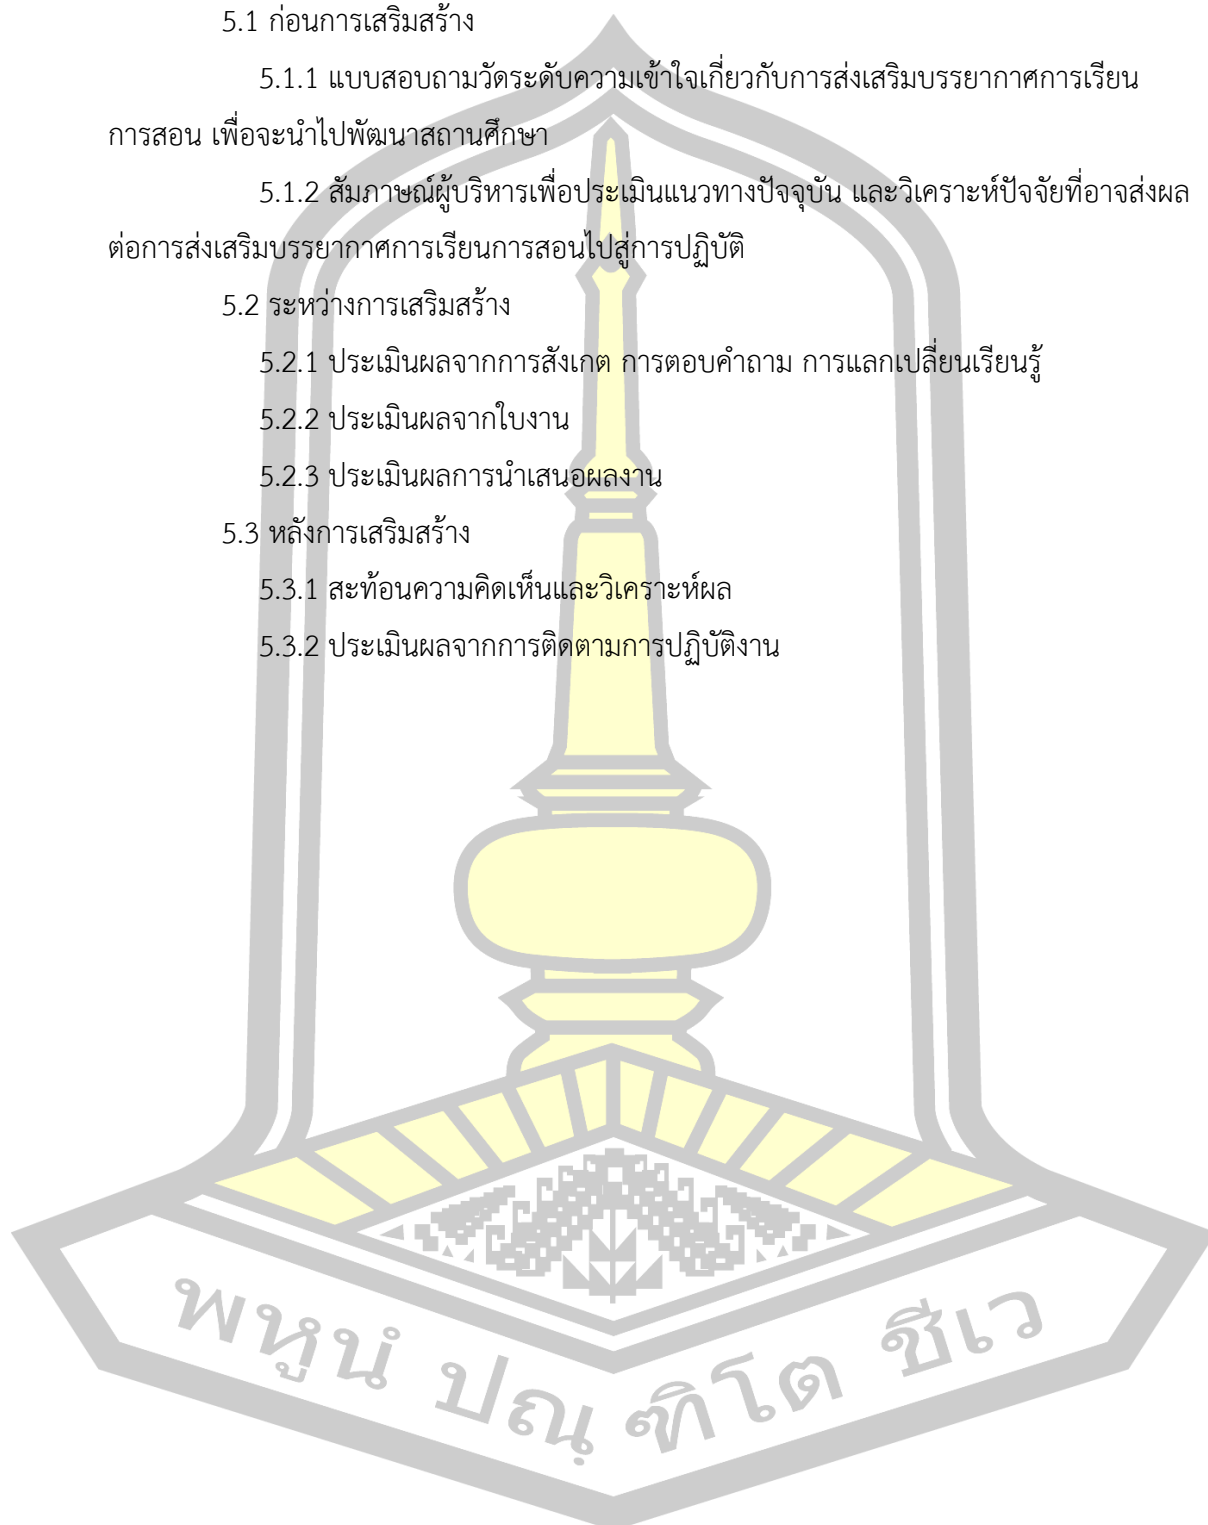 5.1 ก่อนการเสริมสร้าง
5.1.1 แบบสอบถามวัดระดับความเข้าใจเกี่ยวกับการส่งเสริมบรรยากาศการเรียน
การสอน เพื่อจะนำไปพัฒนาสถานศึกษา
5.1.2 สัมภาษณ์ผู้บริหารเพื่อประเมินแนวทางปัจจุบัน และวิเคราะห์ปัจจัยที่อาจส่งผล
ต่อการส่งเสริมบรรยากาศการเรียนการสอนไปสู่การปฏิบัติ
5.2 ระหว่างการเสริมสร้าง
5.2.1 ประเมินผลจากการสังเกต การตอบคำถาม การแลกเปลี่ยนเรียนรู้
5.2.2 ประเมินผลจากใบงาน
5.2.3 ประเมินผลการนำเสนอผลงาน
5.3 หลังการเสริมสร้าง
5.3.1 สะท้อนความคิดเห็นและวิเคราะห์ผล
5.3.2 ประเมินผลจากการติดตามการปฏิบัติงาน
พหูนํ ปณฺฑิโต ชีเว